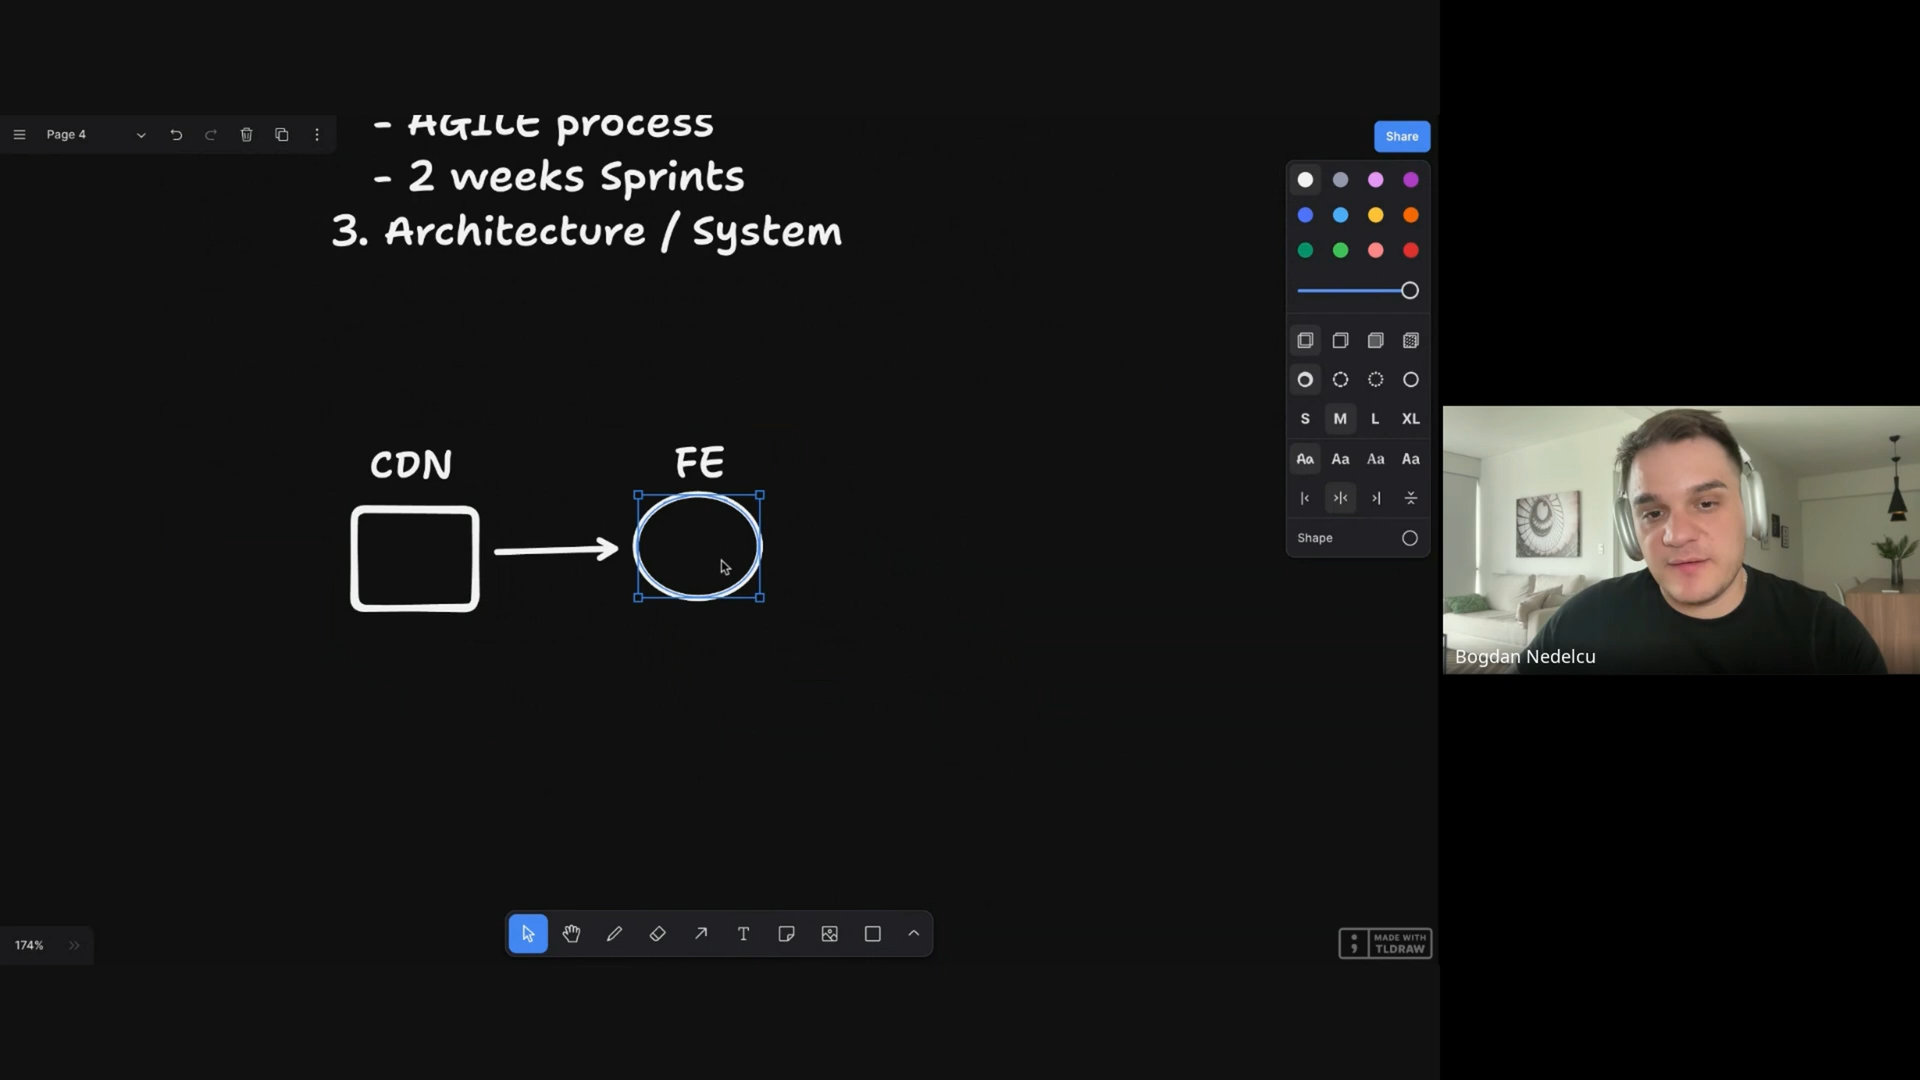 Page 4
- AGILE process
- 2 weeks Sprints
3. Architecture / System
Share
CDN
FE
S M L XL
Aa Aa Aa Aa
Shape
Bogdan Nedelcu
174%
MADE WITH
TLDRAW